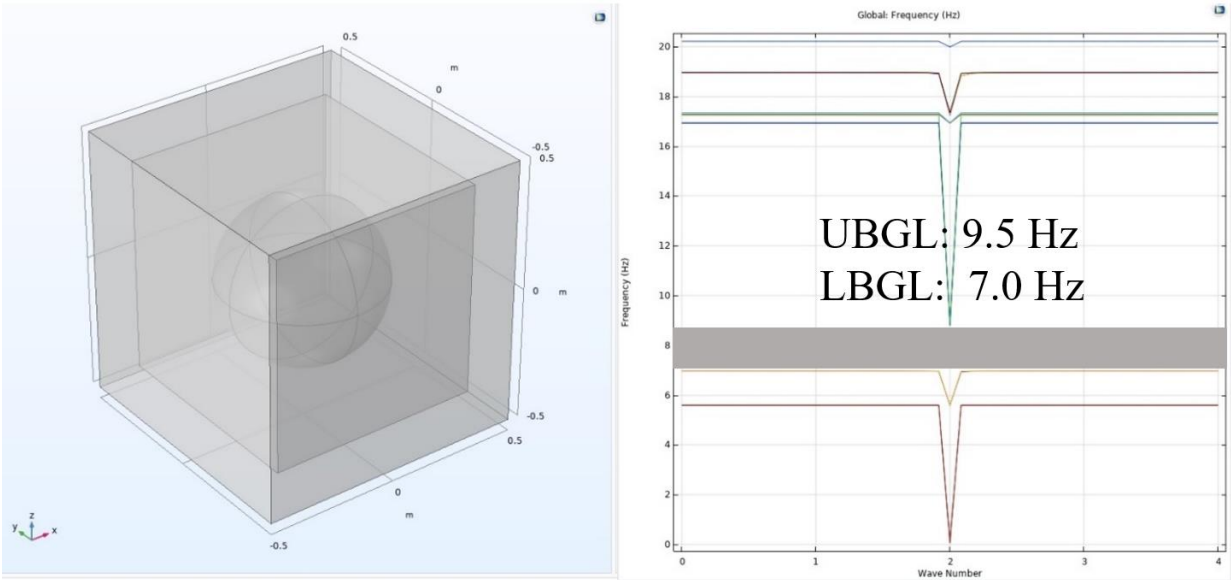 0.5
m
0
-0.5
0.5
0
m
-0.5
0.5
0
m
-0.5
z
y
x
Global: Frequency (Hz)
20
18
16
14
12
10
8
6
4
2
0
Frequency (Hz)
UBGL: 9.5 Hz
LBGL: 7.0 Hz
0
1
2
3
4
Wave Number